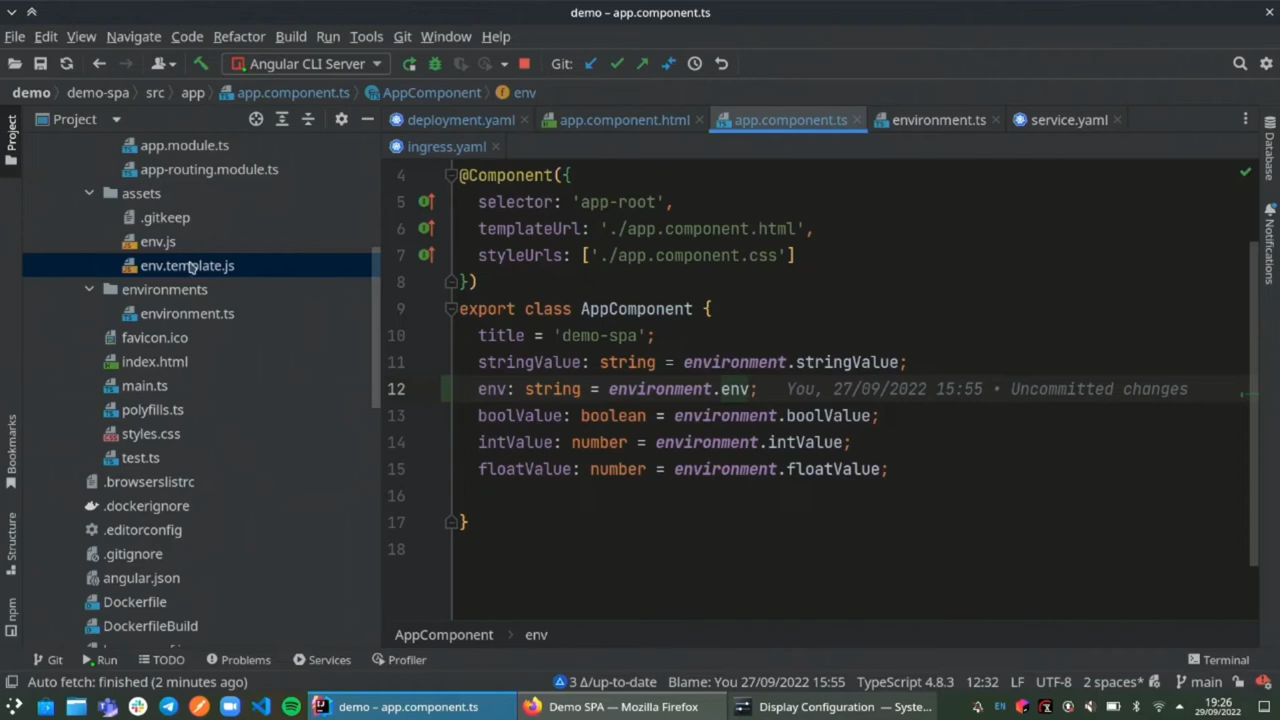 demo – app.component.ts
File Edit View Navigate Code Refactor Build Run Tools Git Window Help
Angular CLI Server
Git:
demo demo-spa src app app.component.ts AppComponent env
Project
Project
deployment.yaml
app.component.html
app.component.ts
environment.ts
service.yaml
ingress.yaml
app.module.ts
app-routing.module.ts
assets
.gitkeep
env.js
env.template.js
environments
environment.ts
favicon.ico
index.html
main.ts
polyfills.ts
styles.css
test.ts
.browserslistrc
.dockerignore
.editorconfig
.gitignore
angular.json
Dockerfile
DockerfileBuild
Bookmarks
Structure
npm
4 @Component({
5 selector: 'app-root',
6 templateUrl: './app.component.html',
7 styleUrls: ['./app.component.css']
8 })
9 export class AppComponent {
10 title = 'demo-spa';
11 stringValue: string = environment.stringValue;
12 env: string = environment.env; You, 27/09/2022 15:55 • Uncommitted changes
13 boolValue: boolean = environment.boolValue;
14 intValue: number = environment.intValue;
15 floatValue: number = environment.floatValue;
16
17 }
18
Database
Notifications
AppComponent › env
Git Run TODO Problems Services Profiler Terminal
Auto fetch: finished (2 minutes ago) 3 Δ/up-to-date Blame: You 27/09/2022 15:55 TypeScript 4.8.3 12:32 LF UTF-8 2 spaces* main
demo – app.component.ts
Demo SPA — Mozilla Firefox
Display Configuration — Syste...
EN
19:26
29/09/2022